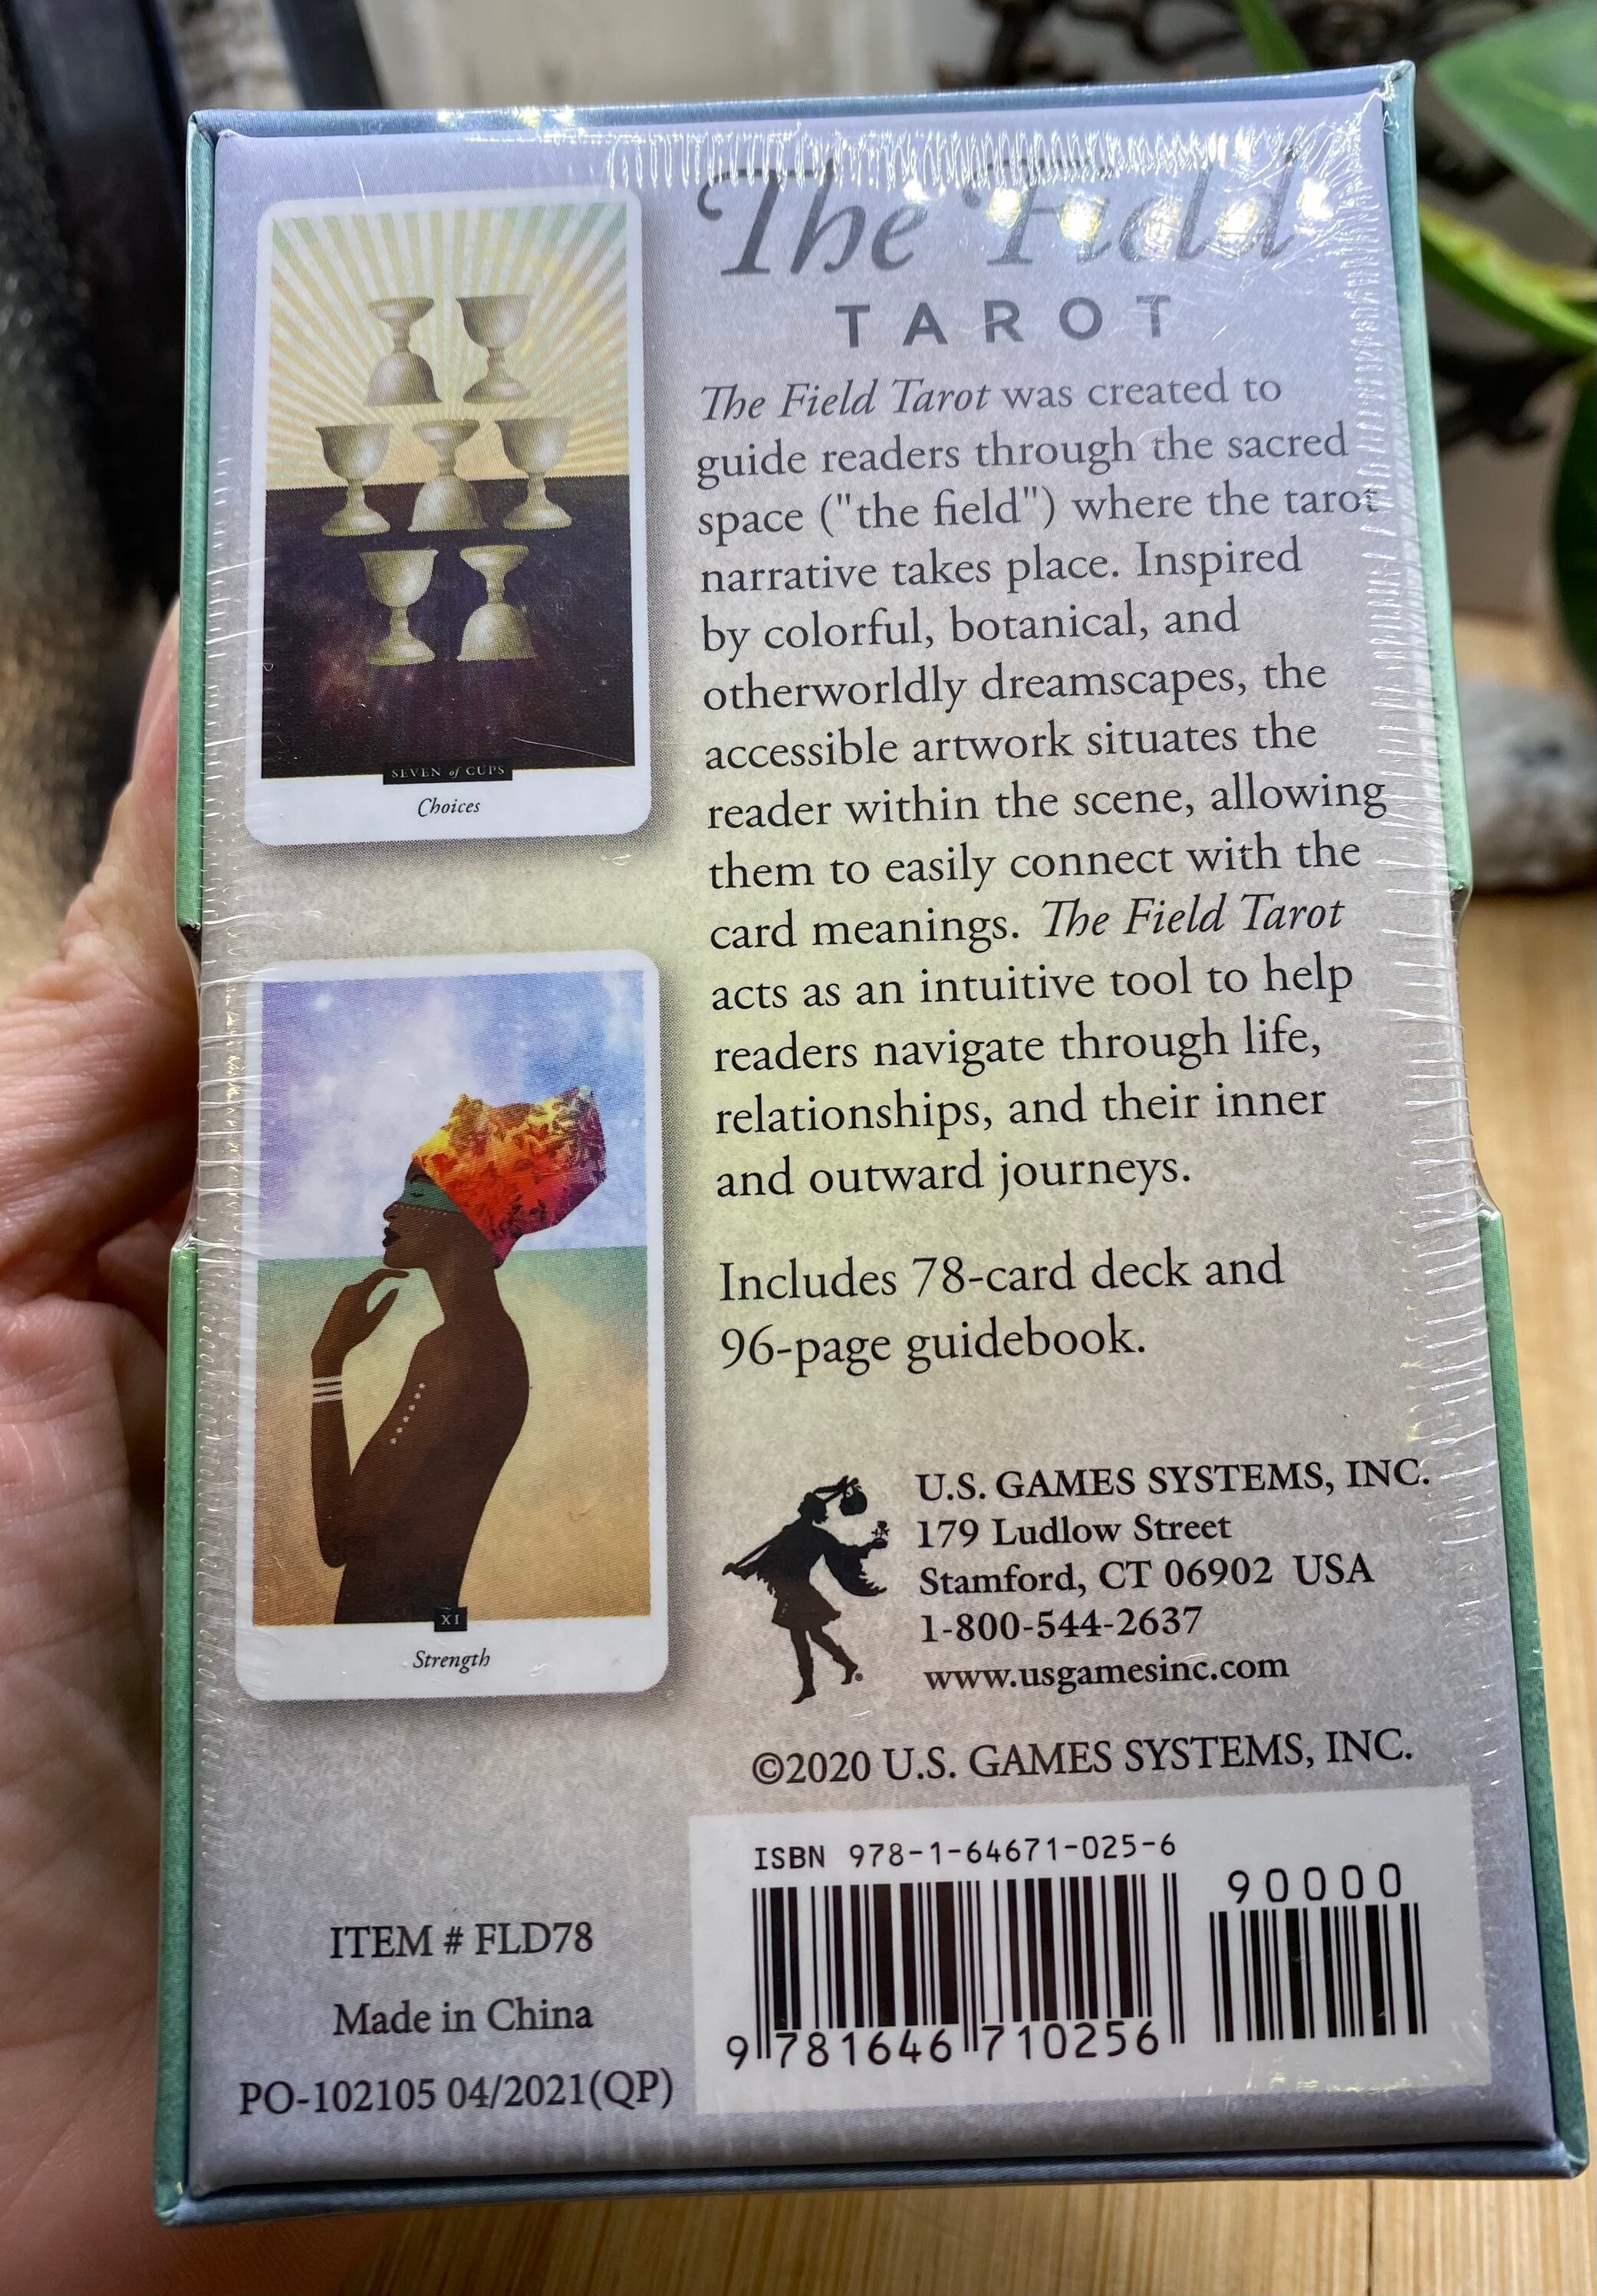 The Field
TAROT
SEVEN of CUPS
Choices
XI
Strength
The Field Tarot was created to
guide readers through the sacred
space ("the field") where the tarot
narrative takes place. Inspired
by colorful, botanical, and
otherworldly dreamscapes, the
accessible artwork situates the
reader within the scene, allowing
them to easily connect with the
card meanings. The Field Tarot
acts as an intuitive tool to help
readers navigate through life,
relationships, and their inner
and outward journeys.
Includes 78-card deck and
96-page guidebook.
U.S. GAMES SYSTEMS, INC.
179 Ludlow Street
Stamford, CT 06902 USA
1-800-544-2637
www.usgamesinc.com
©2020 U.S. GAMES SYSTEMS, INC.
ITEM # FLD78
Made in China
PO-102105 04/2021(QP)
ISBN 978-1-64671-025-6
90000
9 781646 710256